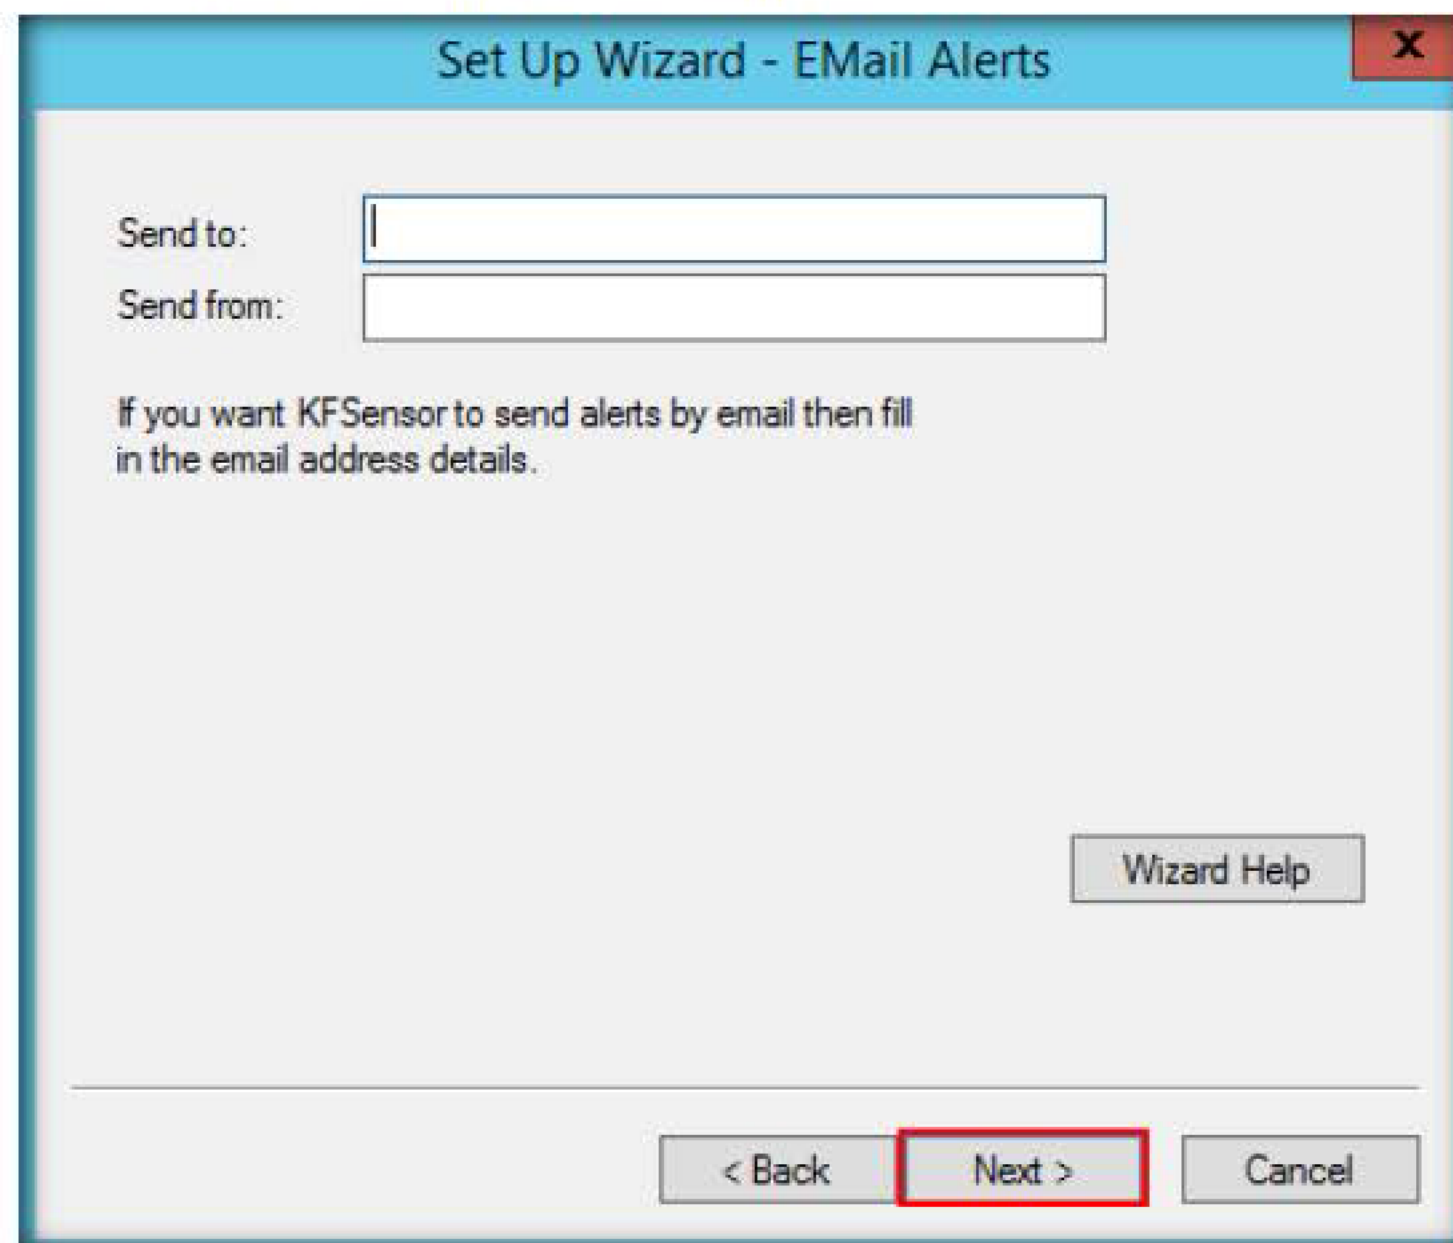 Set Up Wizard - EMail Alerts
X
Send to:
Send from:
If you want KFSensor to send alerts by email then fill
in the email address details.
Wizard Help
< Back
Next >
Cancel